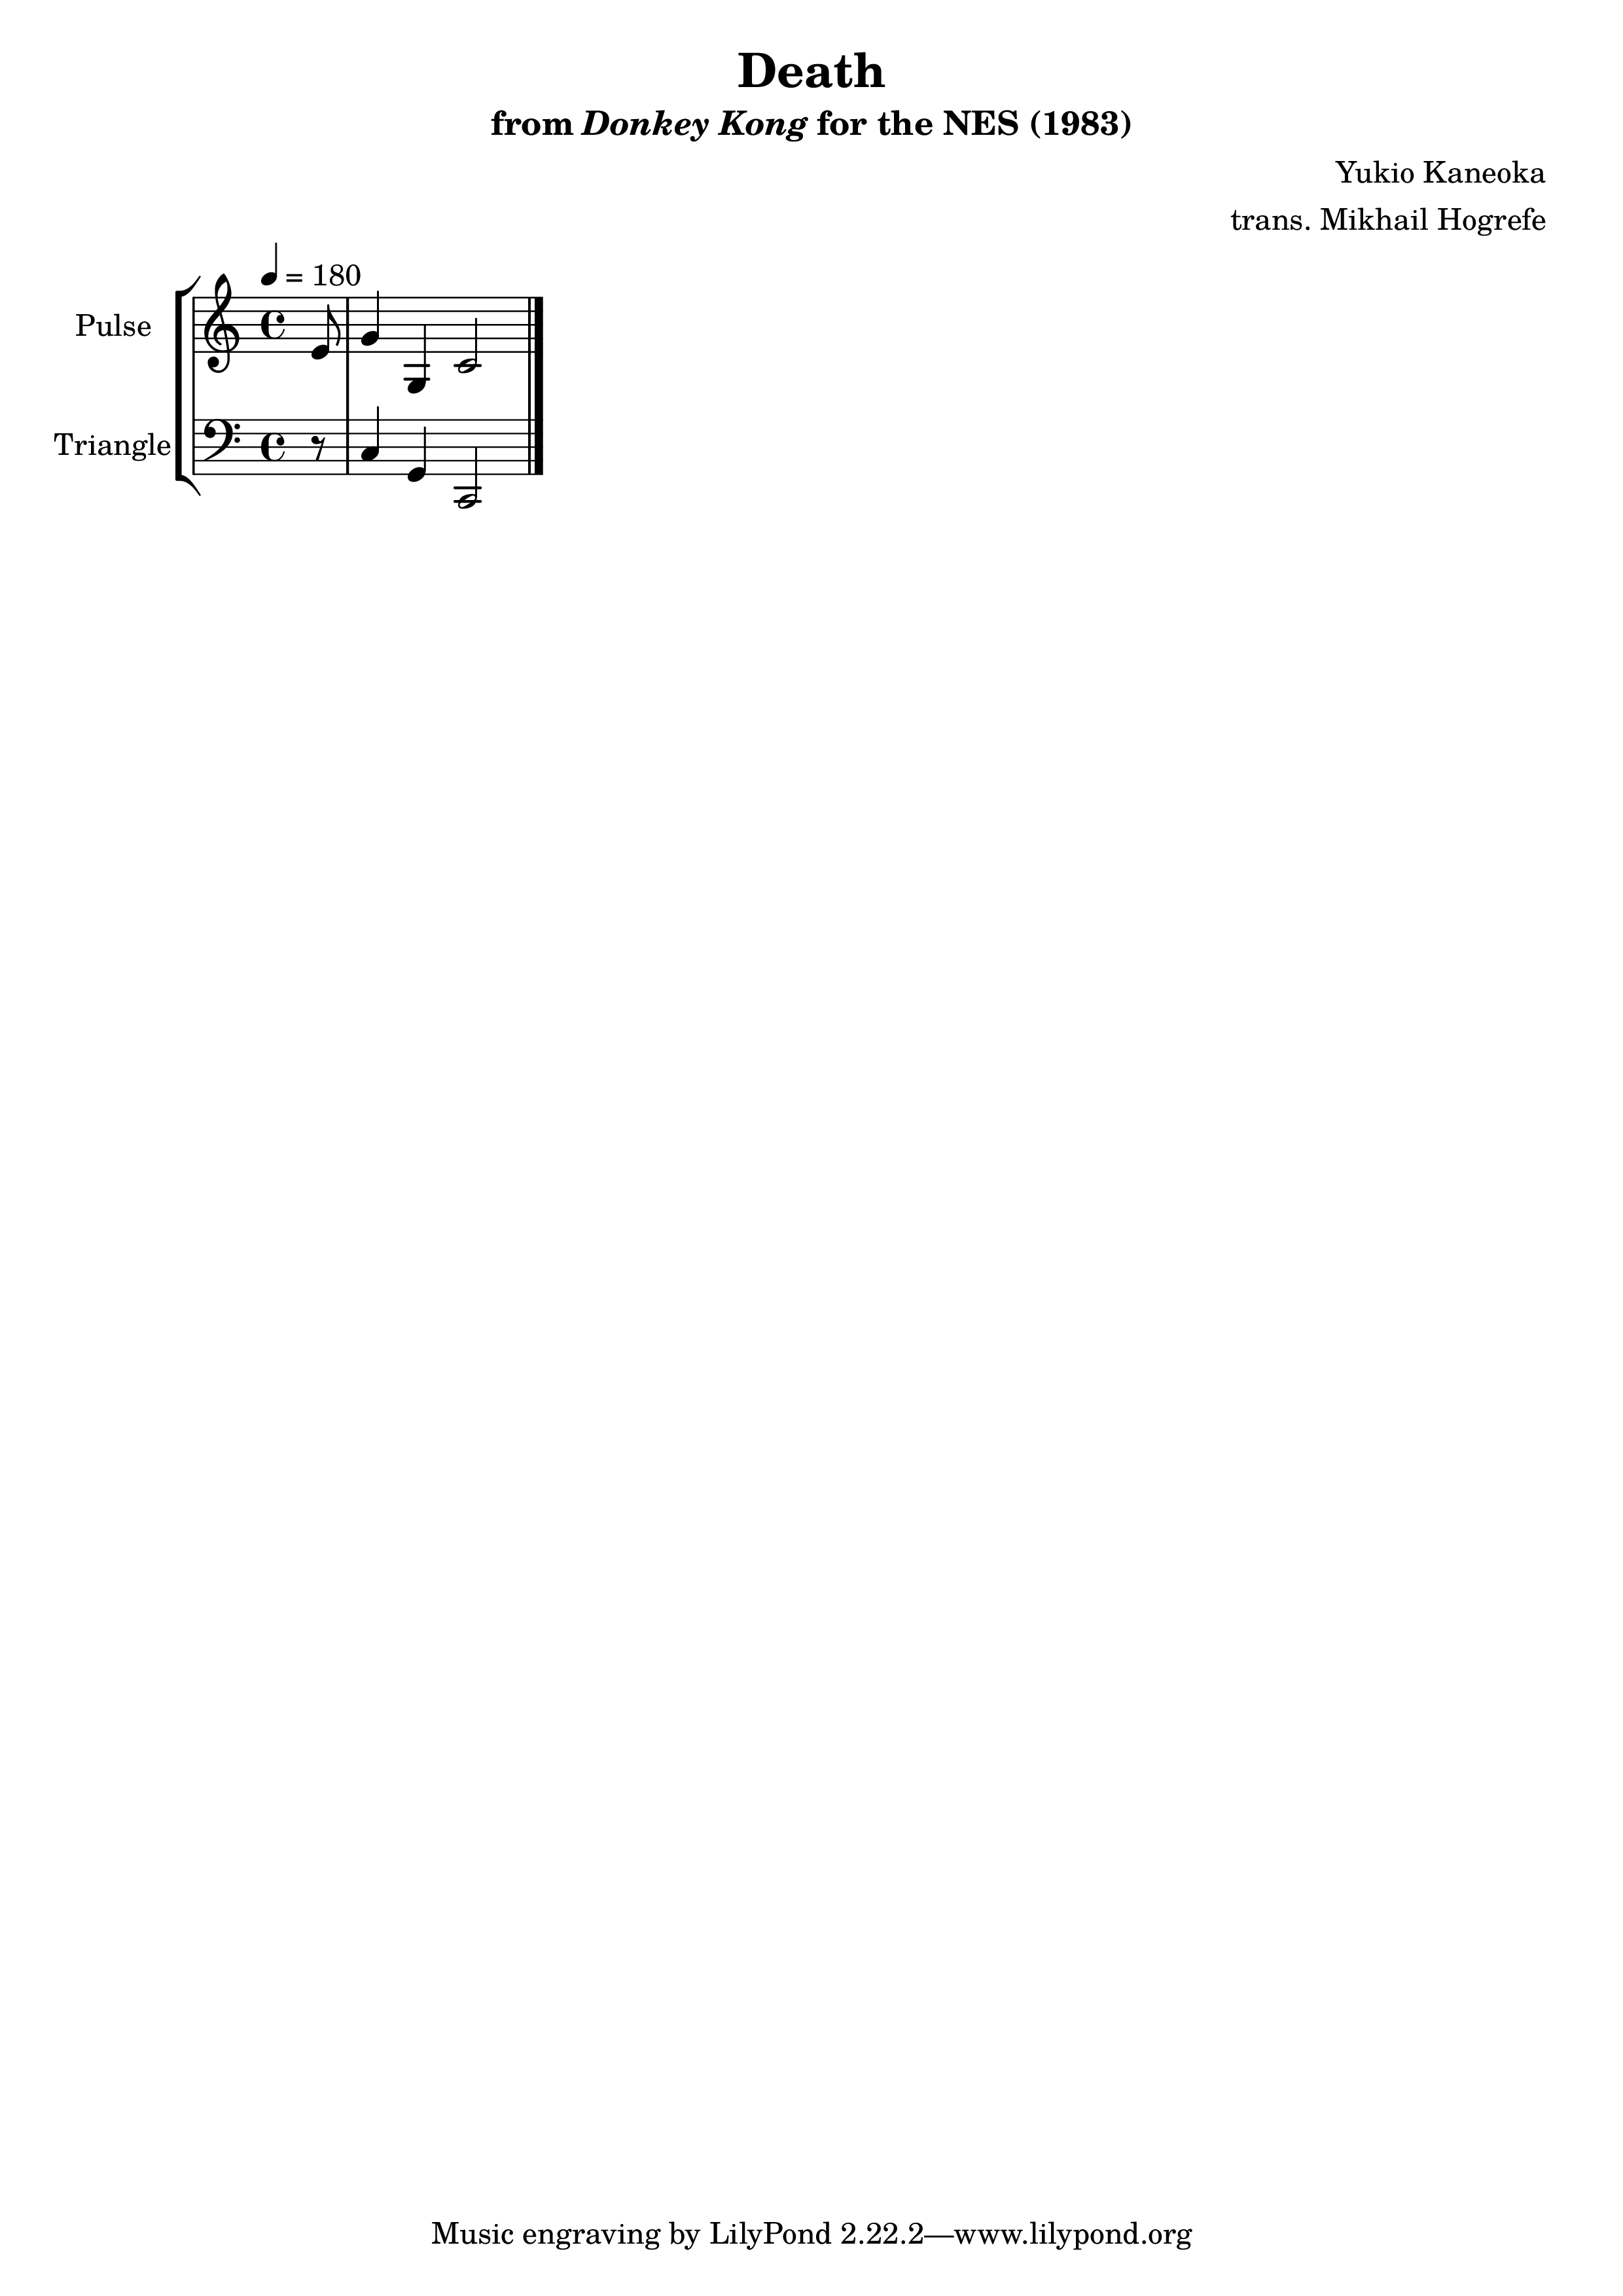 Death
from Donkey Kong for the NES (1983)
Yukio Kaneoka
trans. Mikhail Hogrefe
= 180
Pulse
Triangle
Music engraving by LilyPond 2.22.2—www.lilypond.org